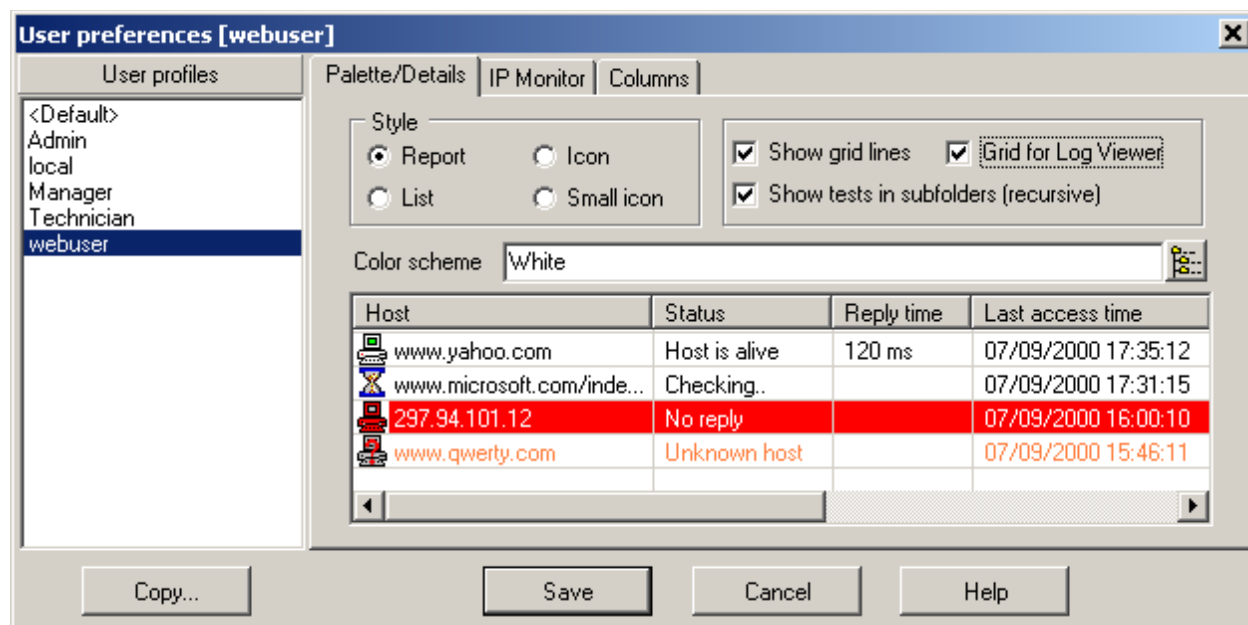 User preferences [webuser]
User profiles
<Default>
Admin
local
Manager
Technician
webuser
Palette/Details IP Monitor Columns
Style
Report Icon
List Small icon
Show grid lines Grid for Log Viewer
Show tests in subfolders (recursive)
Color scheme White
Host Status Reply time Last access time
www.yahoo.com Host is alive 120 ms 07/09/2000 17:35:12
www.microsoft.com/inde... Checking.. 07/09/2000 17:31:15
297.94.101.12 No reply 07/09/2000 16:00:10
www.qwerty.com Unknown host 07/09/2000 15:46:11
Copy... Save Cancel Help